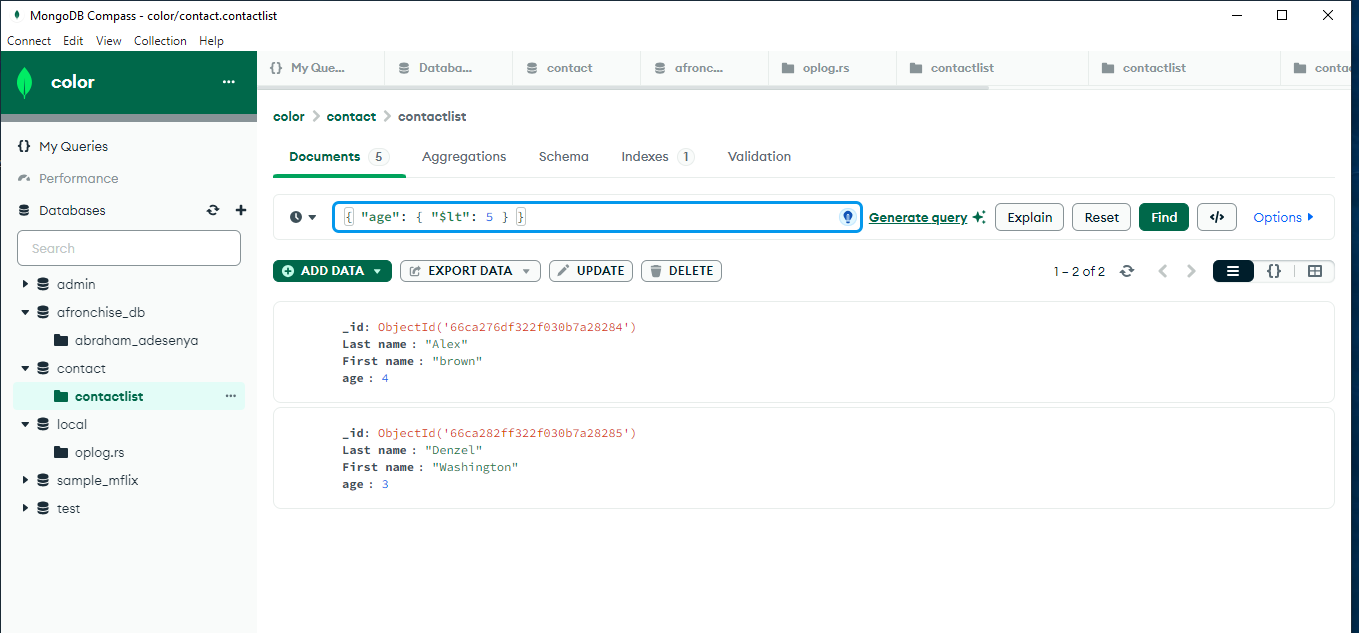 MongoDB Compass - color/contact.contactlist
Connect Edit View Collection Help
color
My Queries
Performance
Databases
Search
admin
afronchise_db
abraham_adesenya
contact
contactlist
local
oplog.rs
sample_mflix
test
{} My Que... Databa... contact afronc... oplog.rs contactlist contactlist conta
color > contact > contactlist
Documents 5 Aggregations Schema Indexes 1 Validation
{ "age": { "$lt": 5 } } Generate query Explain Reset Find </> Options
ADD DATA EXPORT DATA UPDATE DELETE 1 – 2 of 2 {}
_id: ObjectId('66ca276df322f030b7a28284')
Last name : "Alex"
First name : "brown"
age : 4
_id: ObjectId('66ca282ff322f030b7a28285')
Last name : "Denzel"
First name : "Washington"
age : 3